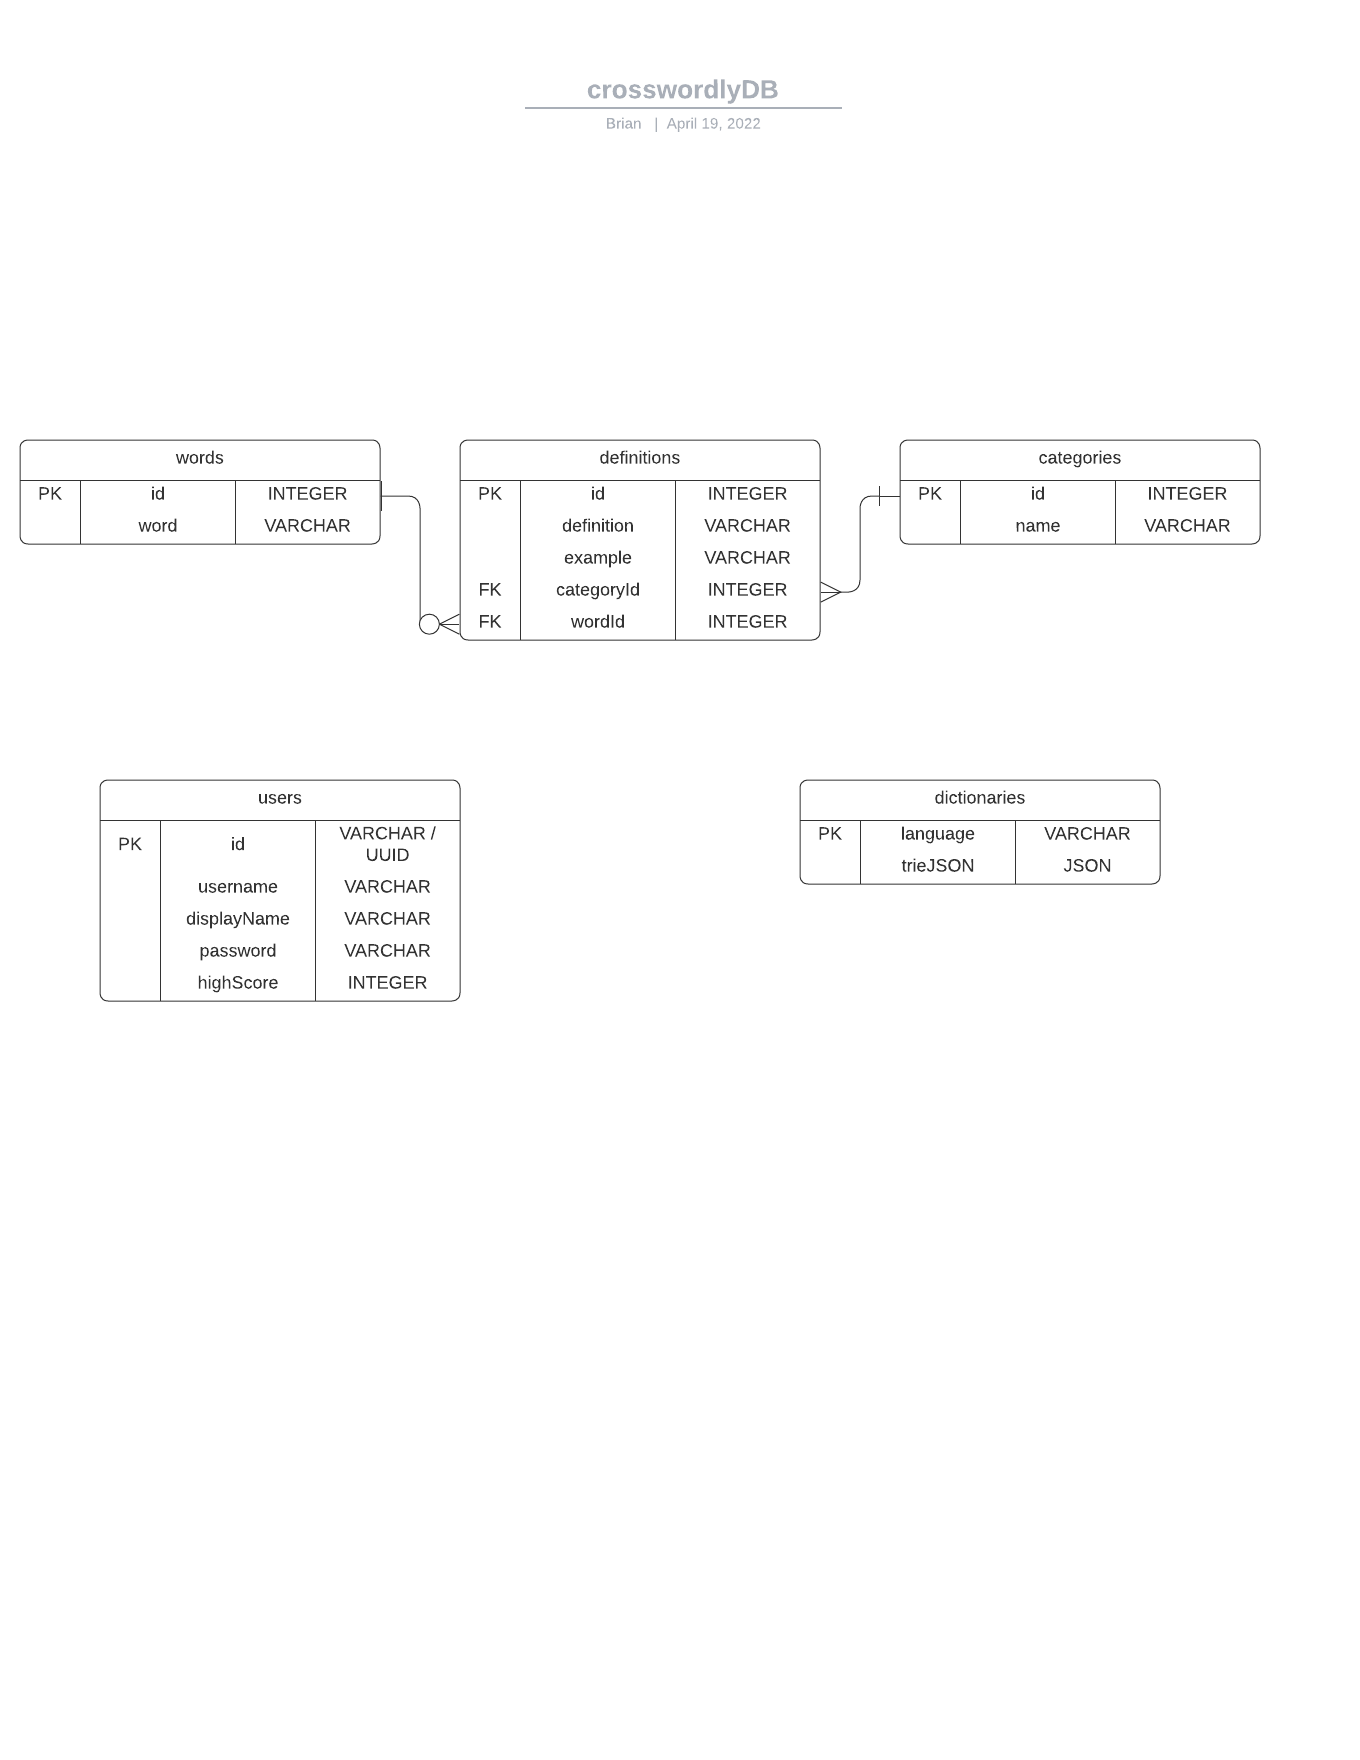 crosswordlyDB
Brian | April 19, 2022
words
PK id INTEGER
word VARCHAR
definitions
PK id INTEGER
definition VARCHAR
example VARCHAR
FK categoryId INTEGER
FK wordId INTEGER
categories
PK id INTEGER
name VARCHAR
users
PK id VARCHAR /
UUID
username VARCHAR
displayName VARCHAR
password VARCHAR
highScore INTEGER
dictionaries
PK language VARCHAR
trieJSON JSON